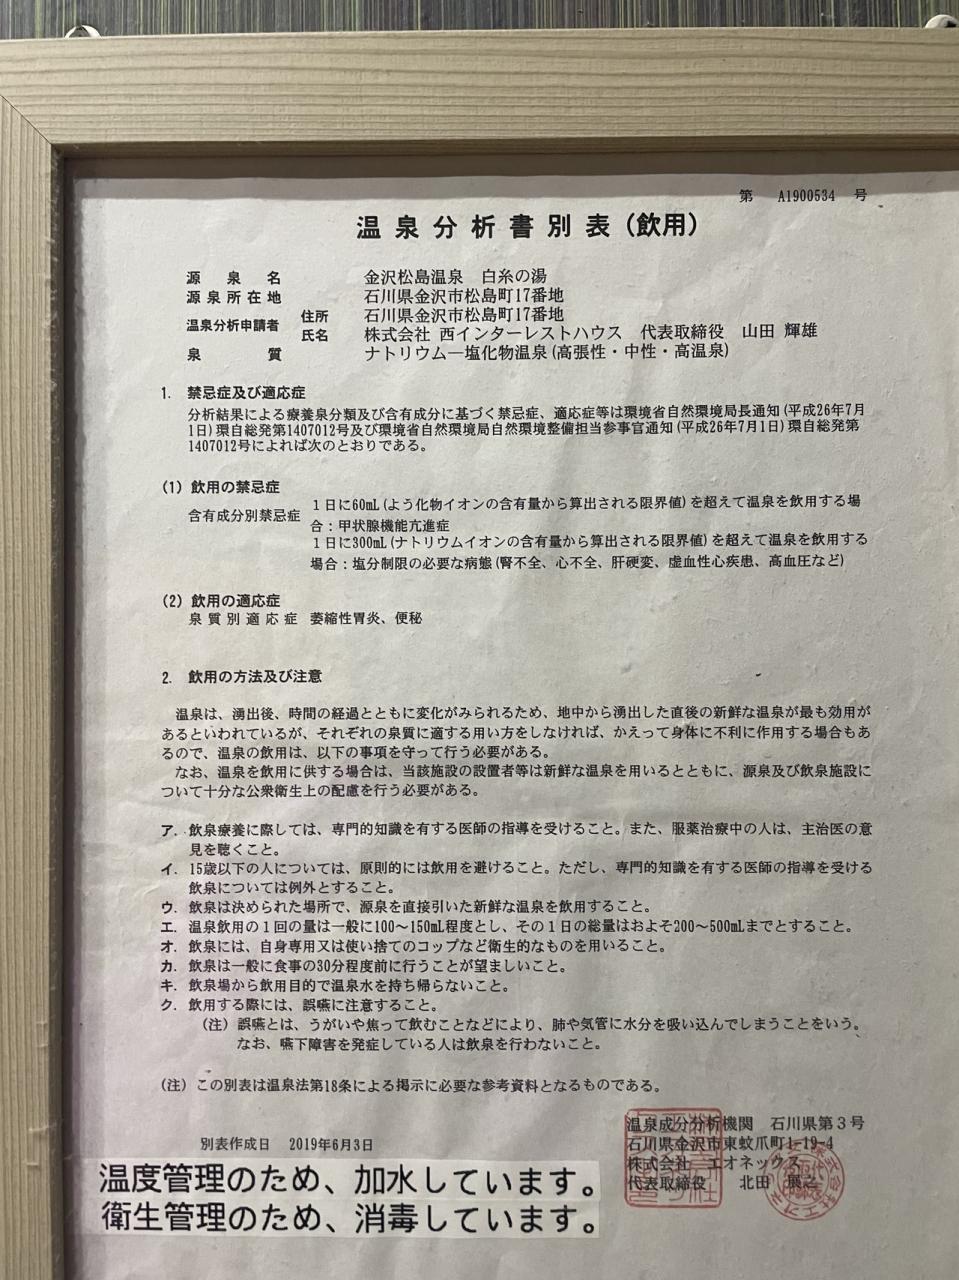 第 A1900534 号
温泉分析書別表(飲用)
源泉名 金沢松島温泉 白糸の湯
源泉所在地 石川県金沢市松島町17番地
温泉分析申請者 住所 石川県金沢市松島町17番地
氏名 株式会社 西インターレストハウス 代表取締役 山田 輝雄
泉質 ナトリウム―塩化物温泉(高張性・中性・高温泉)
1. 禁忌症及び適応症
分析結果による療養泉分類及び含有成分に基づく禁忌症、適応症等は環境省自然環境局長通知(平成26年7月
1日)環自総発第1407012号及び環境省自然環境局自然環境整備担当参事官通知(平成26年7月1日)環自総発第
1407012号によれば次のとおりである。
(1) 飲用の禁忌症
含有成分別禁忌症 1日に60mL(よう化物イオンの含有量から算出される限界値)を超えて温泉を飲用する場
合:甲状腺機能亢進症
1日に300mL(ナトリウムイオンの含有量から算出される限界値)を超えて温泉を飲用する
場合:塩分制限の必要な病態(腎不全、心不全、肝硬変、虚血性心疾患、高血圧など)
(2) 飲用の適応症
泉質別適応症 萎縮性胃炎、便秘
2. 飲用の方法及び注意
温泉は、湧出後、時間の経過とともに変化がみられるため、地中から湧出した直後の新鮮な温泉が最も効用が
あるといわれているが、それぞれの泉質に適する用い方をしなければ、かえって身体に不利に作用する場合もあ
るので、温泉の飲用は、以下の事項を守って行う必要がある。
なお、温泉を飲用に供する場合は、当該施設の設置者等は新鮮な温泉を用いるとともに、源泉及び飲泉施設に
ついて十分な公衆衛生上の配慮を行う必要がある。
ア. 飲泉療養に際しては、専門的知識を有する医師の指導を受けること。また、服薬治療中の人は、主治医の意
見を聴くこと。
イ. 15歳以下の人については、原則的には飲用を避けること。ただし、専門的知識を有する医師の指導を受ける
飲泉については例外とすること。
ウ. 飲泉は決められた場所で、源泉を直接引いた新鮮な温泉を飲用すること。
エ. 温泉飲用の1回の量は一般に100～150mL程度とし、その1日の総量はおよそ200～500mLまでとすること。
オ. 飲泉には、自身専用又は使い捨てのコップなど衛生的なものを用いること。
カ. 飲泉は一般に食事の30分程度前に行うことが望ましいこと。
キ. 飲泉場から飲用目的で温泉水を持ち帰らないこと。
ク. 飲用する際には、誤嚥に注意すること。
(注) 誤嚥とは、うがいや焦って飲むことなどにより、肺や気管に水分を吸い込んでしまうことをいう。
なお、嚥下障害を発症している人は飲泉を行わないこと。
(注) この別表は温泉法第18条による掲示に必要な参考資料となるものである。
温泉成分分析機関 石川県第3号
別表作成日 2019年6月3日
石川県金沢市東蚊爪町1-19-4
株式会社 エオネックス
代表取締役 北田
温度管理のため、加水しています。
衛生管理のため、消毒しています。